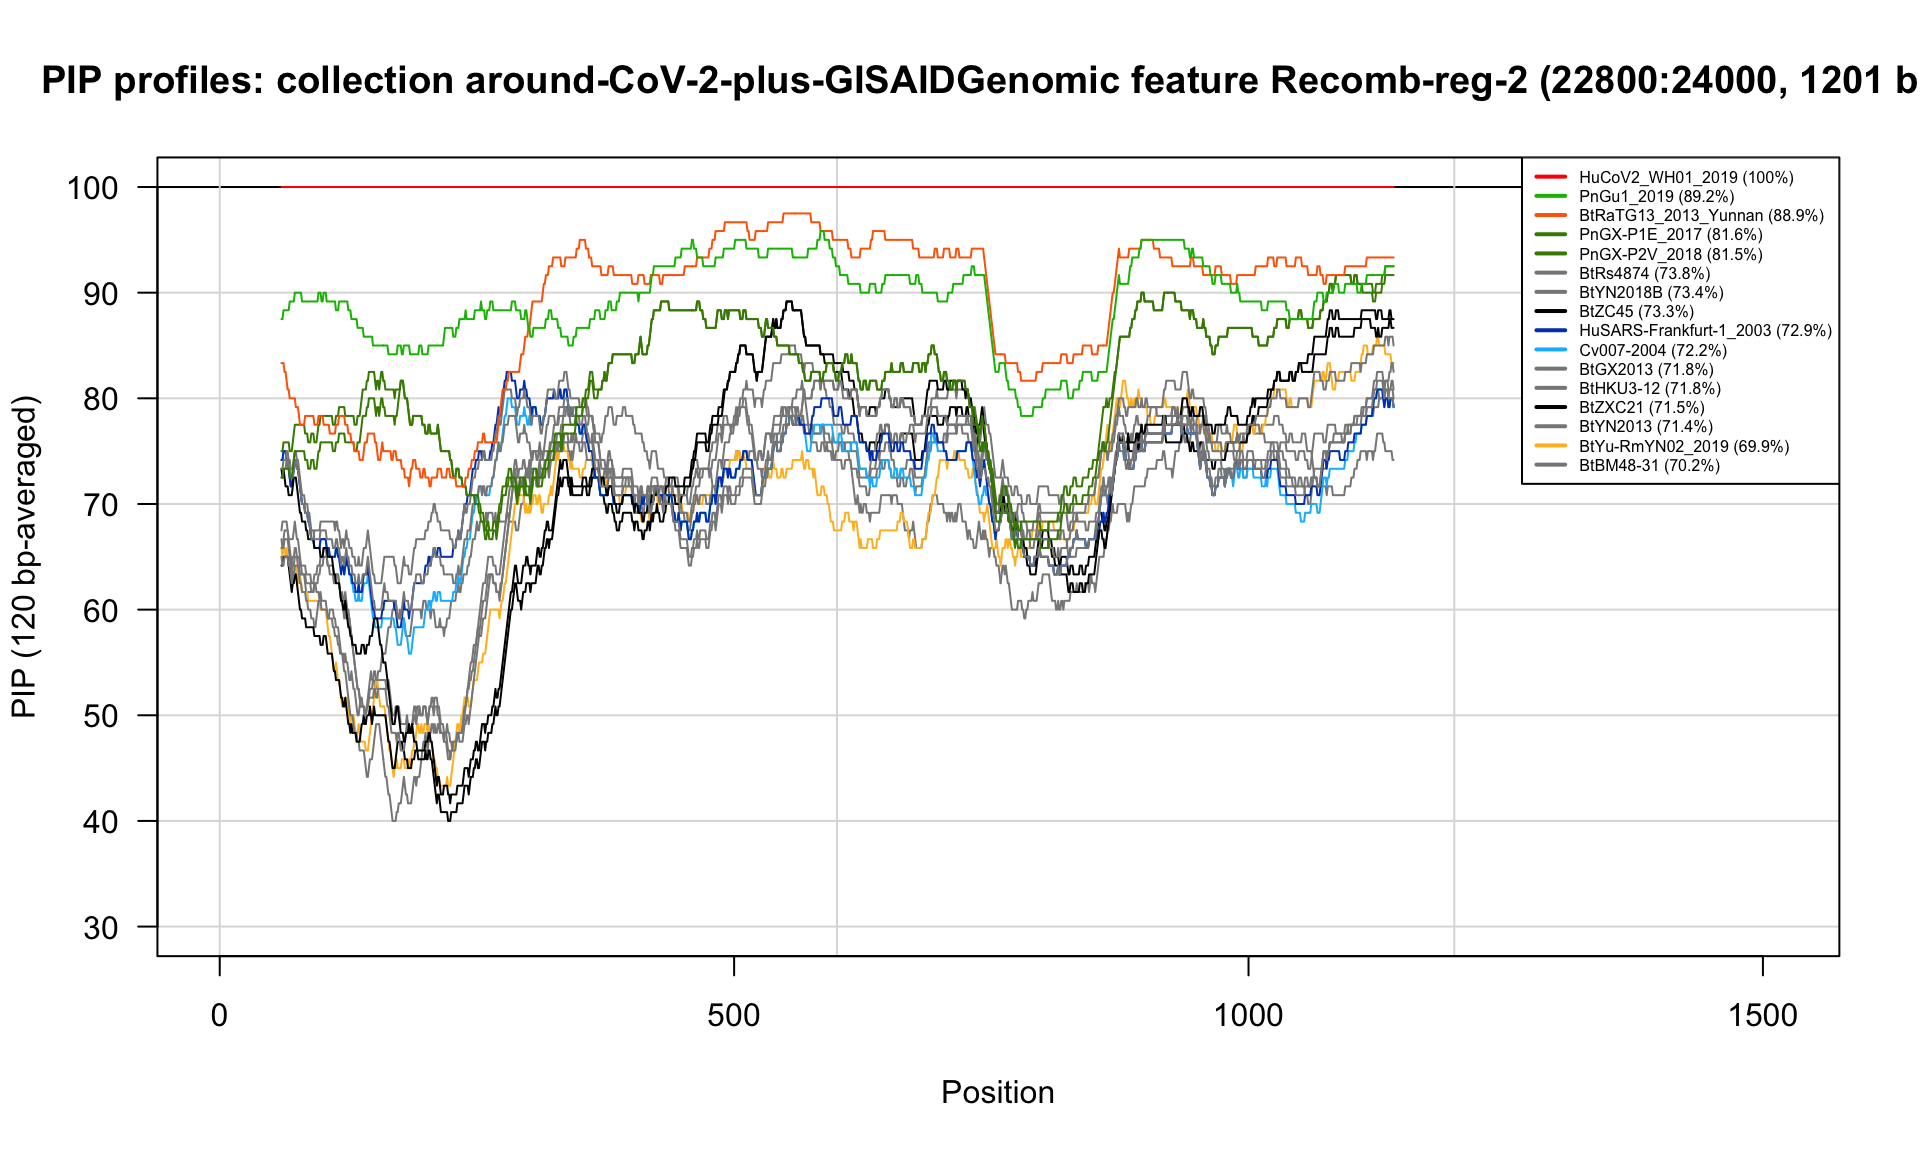 PIP profiles: collection around-CoV-2-plus-GISAIDGenomic feature Recomb-reg-2 (22800:24000, 1201 b
HuCoV2_WH01_2019 (100%)
PnGu1_2019 (89.2%)
BtRaTG13_2013_Yunnan (88.9%)
PnGX-P1E_2017 (81.6%)
PnGX-P2V_2018 (81.5%)
BtRs4874 (73.8%)
BtYN2018B (73.4%)
BtZC45 (73.3%)
HuSARS-Frankfurt-1_2003 (72.9%)
Cv007-2004 (72.2%)
BtGX2013 (71.8%)
BtHKU3-12 (71.8%)
BtZXC21 (71.5%)
BtYN2013 (71.4%)
BtYu-RmYN02_2019 (69.9%)
BtBM48-31 (70.2%)
PIP (120 bp-averaged)
100
90
80
70
60
50
40
30
0 500 1000 1500
Position